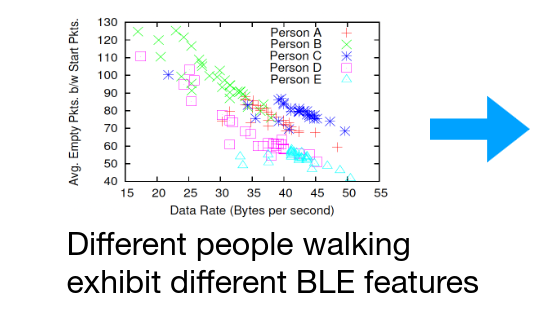 Avg. Empty Pkts. b/w Start Pkts.
130
120
110
100
90
80
70
60
50
40
Person A
Person B
Person C
Person D
Person E
15 20 25 30 35 40 45 50 55
Data Rate (Bytes per second)
Different people walking
exhibit different BLE features